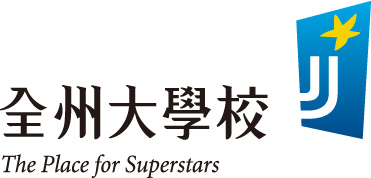 全州大學校
The Place for Superstars